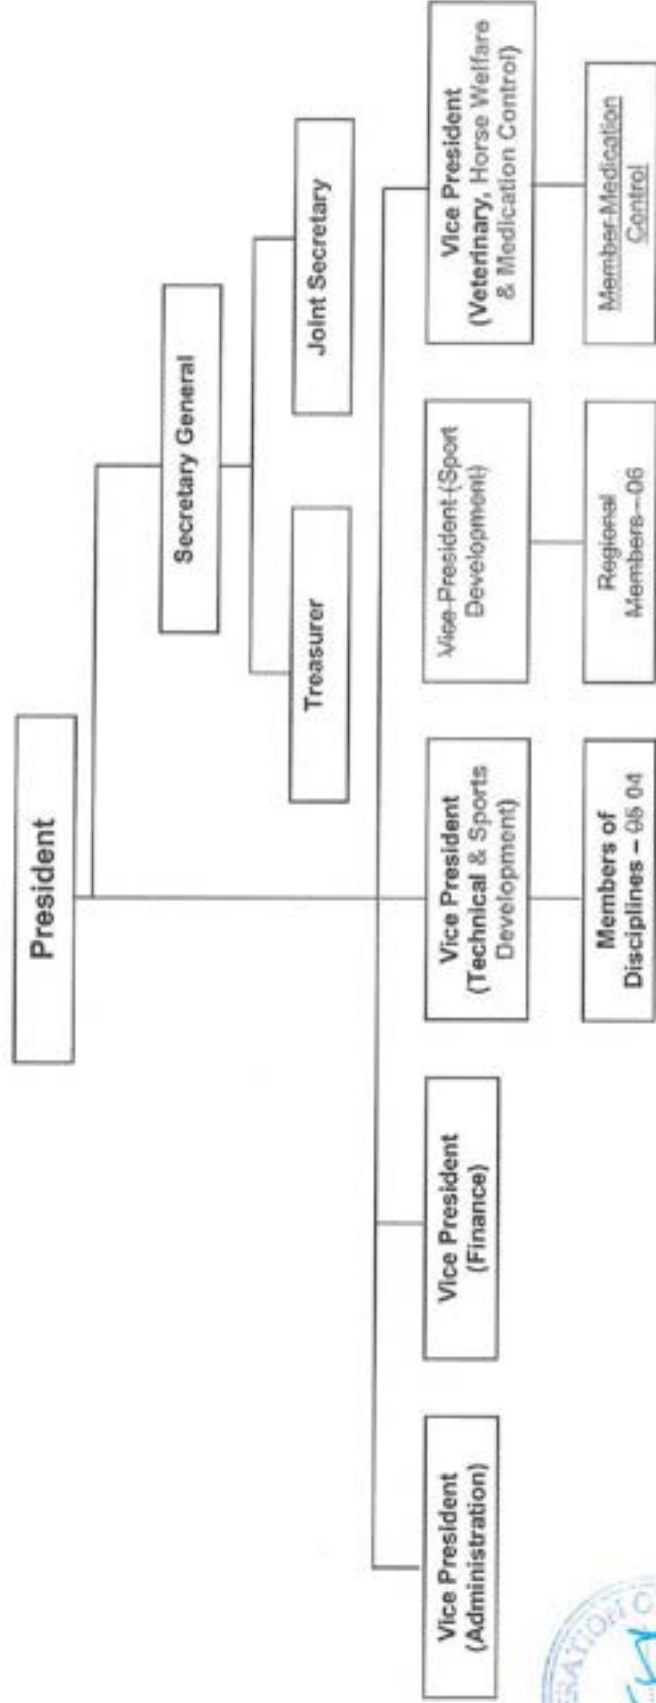 President
Secretary General
Treasurer
Joint Secretary
Vice President
(Administration)
Vice President
(Finance)
Vice President
(Technical & Sports
Development)
Vice President (Sport
Development)
Vice President
(Veterinary, Horse Welfare
& Medication Control)
Members of
Disciplines – 05 04
Regional
Members – 06
Member Medication
Control